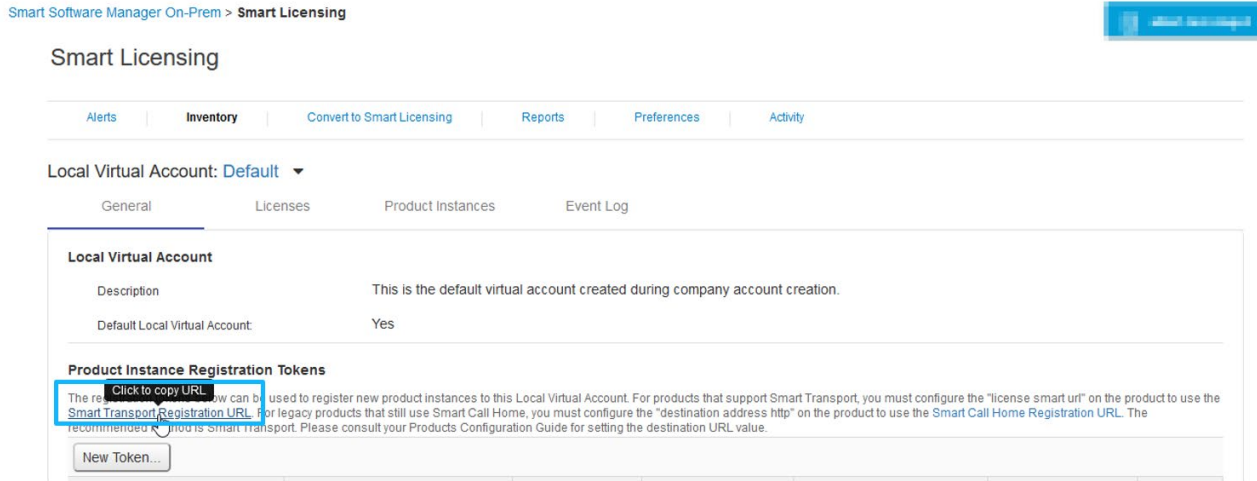 Smart Software Manager On-Prem > Smart Licensing
Smart Licensing
Alerts Inventory Convert to Smart Licensing Reports Preferences Activity
Local Virtual Account: Default
General Licenses Product Instances Event Log
Local Virtual Account
Description This is the default virtual account created during company account creation.
Default Local Virtual Account: Yes
Product Instance Registration Tokens
Click to copy URL
The used to register new product instances to this Local Virtual Account. For products that support Smart Transport, you must configure the "license smart url" on the product to use the
Smart Transport Registration URL. For legacy products that still use Smart Call Home, you must configure the "destination address http" on the product to use the Smart Call Home Registration URL. The
recommended is Smart Transport. Please consult your Products Configuration Guide for setting the destination URL value.
New Token...